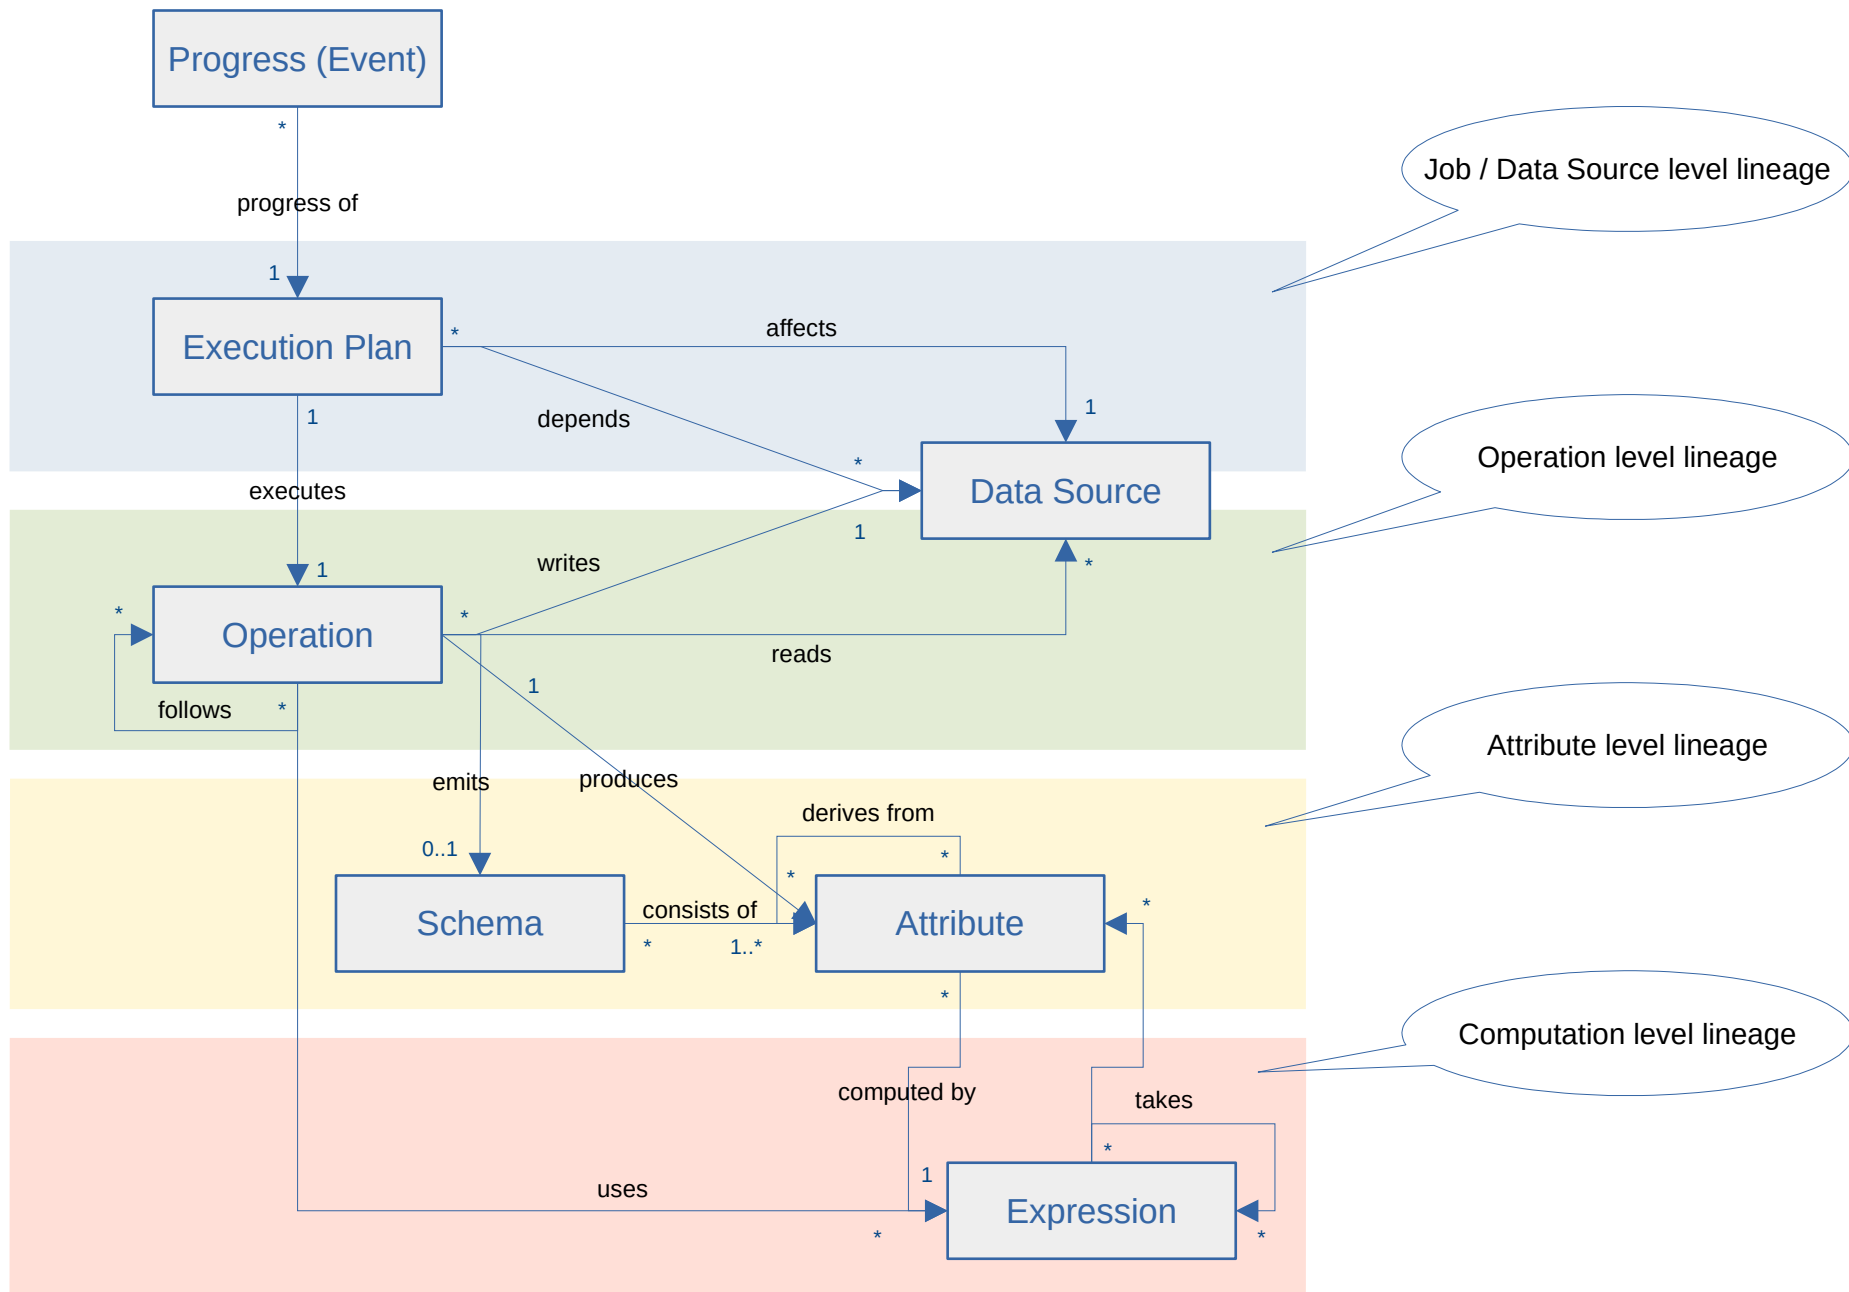 Progress (Event)
*
progress of
Job / Data Source level lineage
1
Execution Plan
*
affects
1
depends
1
*
Operation level lineage
Data Source
executes
1
writes
*
1
*
*
Operation
reads
1
follows
*
Attribute level lineage
emits
produces
derives from
0..1
*
*
Schema
consists of
Attribute
*
*
1..*
*
Computation level lineage
computed by
takes
*
1
uses
Expression
*
*